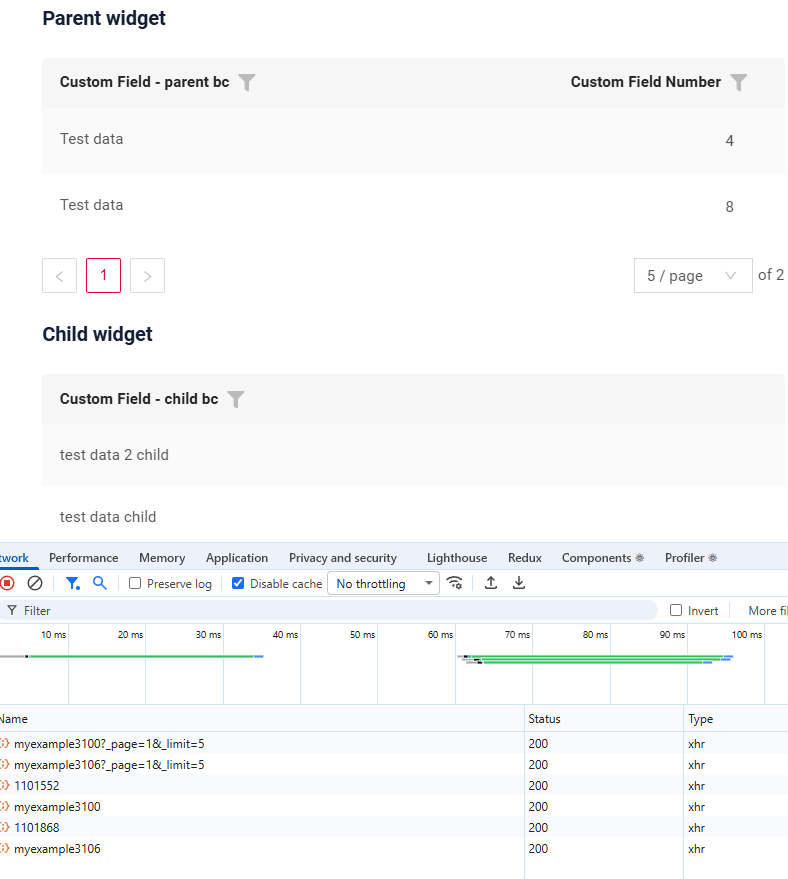 Parent widget
Custom Field - parent bc Custom Field Number
Test data 4
Test data 8
< 1 > 5 / page of 2
Child widget
Custom Field - child bc
test data 2 child
test data child
twork Performance Memory Application Privacy and security Lighthouse Redux Components Profiler
Preserve log Disable cache No throttling
Filter Invert More fil
10 ms 20 ms 30 ms 40 ms 50 ms 60 ms 70 ms 80 ms 90 ms 100 ms
Name Status Type
myexample3100?_page=1&_limit=5 200 xhr
myexample3106?_page=1&_limit=5 200 xhr
1101552 200 xhr
myexample3100 200 xhr
1101868 200 xhr
myexample3106 200 xhr